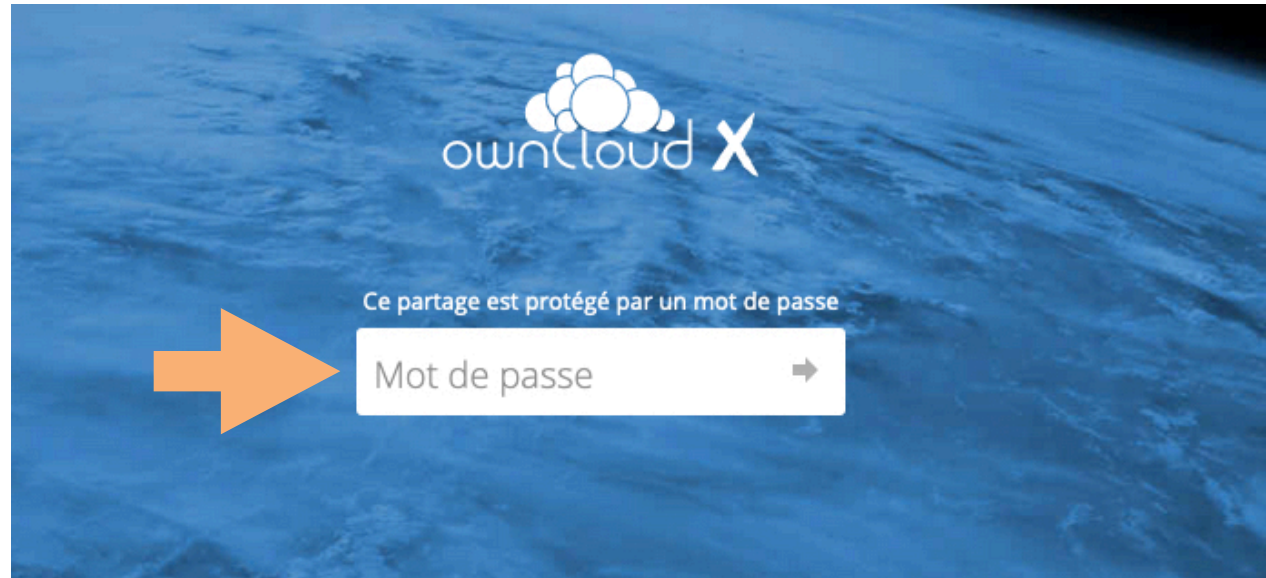 ownCloud X
Ce partage est protégé par un mot de passe
Mot de passe